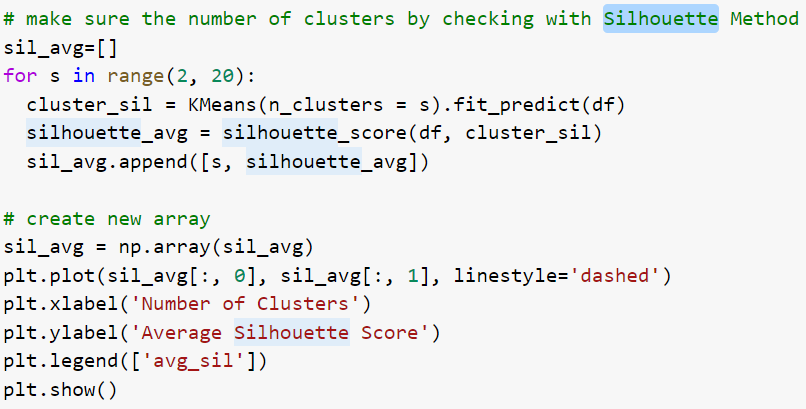 # make sure the number of clusters by checking with Silhouette Method
sil_avg=[]
for s in range(2, 20):
  cluster_sil = KMeans(n_clusters = s).fit_predict(df)
  silhouette_avg = silhouette_score(df, cluster_sil)
  sil_avg.append([s, silhouette_avg])

# create new array
sil_avg = np.array(sil_avg)
plt.plot(sil_avg[:, 0], sil_avg[:, 1], linestyle='dashed')
plt.xlabel('Number of Clusters')
plt.ylabel('Average Silhouette Score')
plt.legend(['avg_sil'])
plt.show()